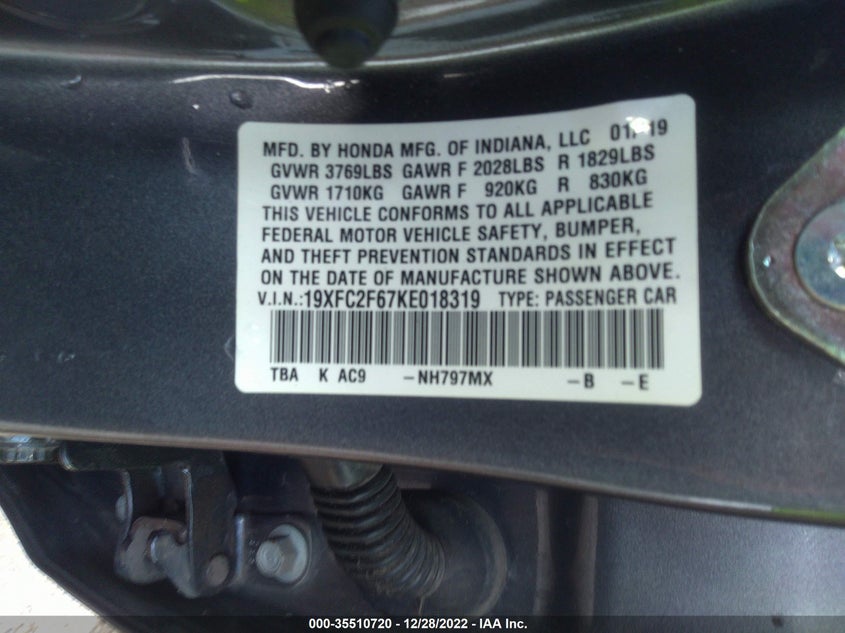 MFD. BY HONDA MFG. OF INDIANA, LLC 01/19
GVWR 3769LBS GAWR F 2028LBS R 1829LBS
GVWR 1710KG GAWR F 920KG R 830KG
THIS VEHICLE CONFORMS TO ALL APPLICABLE
FEDERAL MOTOR VEHICLE SAFETY, BUMPER,
AND THEFT PREVENTION STANDARDS IN EFFECT
ON THE DATE OF MANUFACTURE SHOWN ABOVE.
V.I.N.:19XFC2F67KE018319 TYPE: PASSENGER CAR
TBA K AC9 -NH797MX -B -E
000-35510720 - 12/28/2022 - IAA Inc.